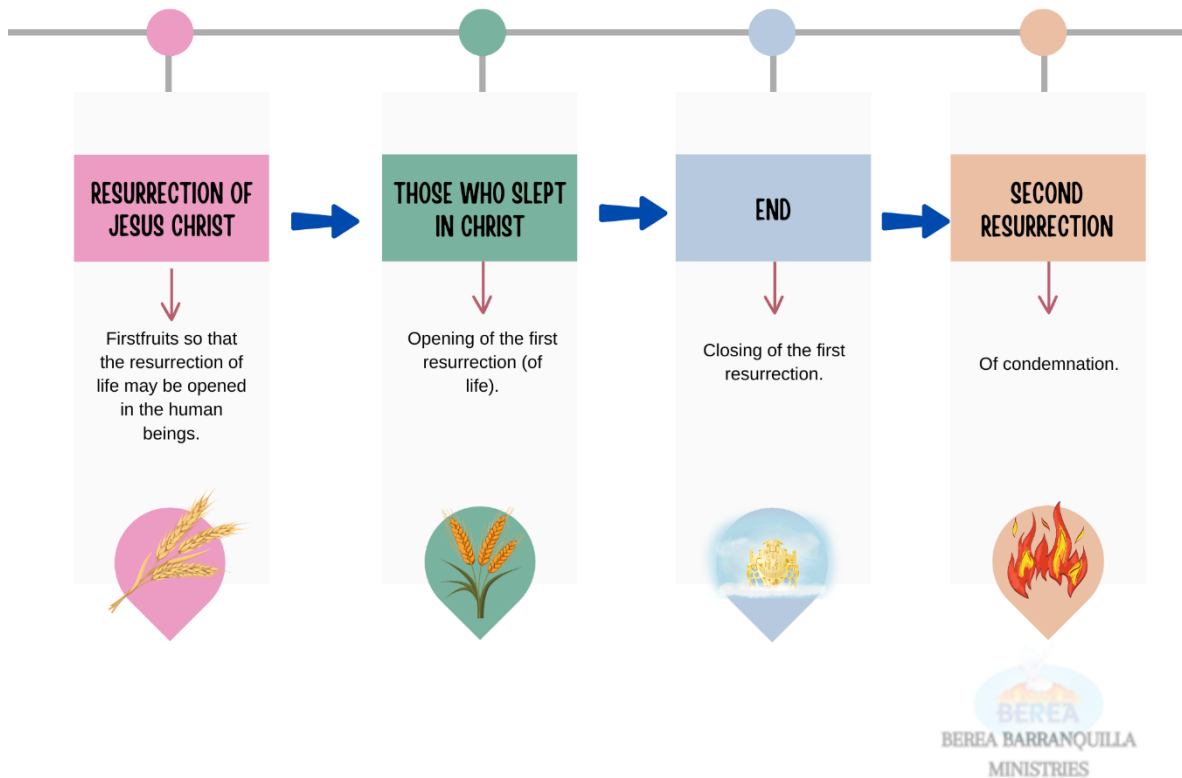 RESURRECTION OF
JESUS CHRIST
THOSE WHO SLEPT
IN CHRIST
END
SECOND
RESURRECTION
Firstfruits so that
the resurrection of
life may be opened
in the human
beings.
Opening of the first
resurrection (of
life).
Closing of the first
resurrection.
Of condemnation.
BEREA
BEREA BARRANQUILLA
MINISTRIES